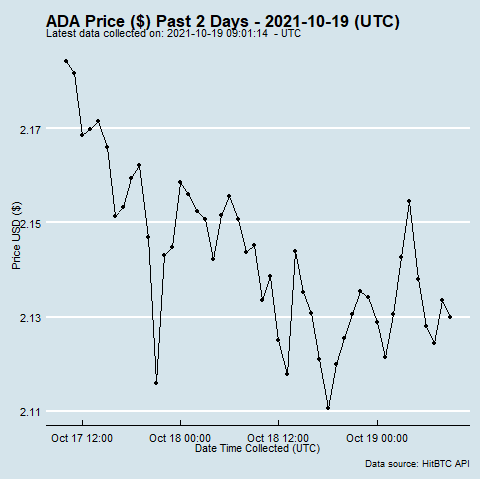 ADA Price ($) Past 2 Days - 2021-10-19 (UTC)
Latest data collected on: 2021-10-19 09:01:14 - UTC
2.17
2.15
2.13
2.11
Price USD ($)
Oct 17 12:00 Oct 18 00:00 Oct 18 12:00 Oct 19 00:00
Date Time Collected (UTC)
Data source: HitBTC API